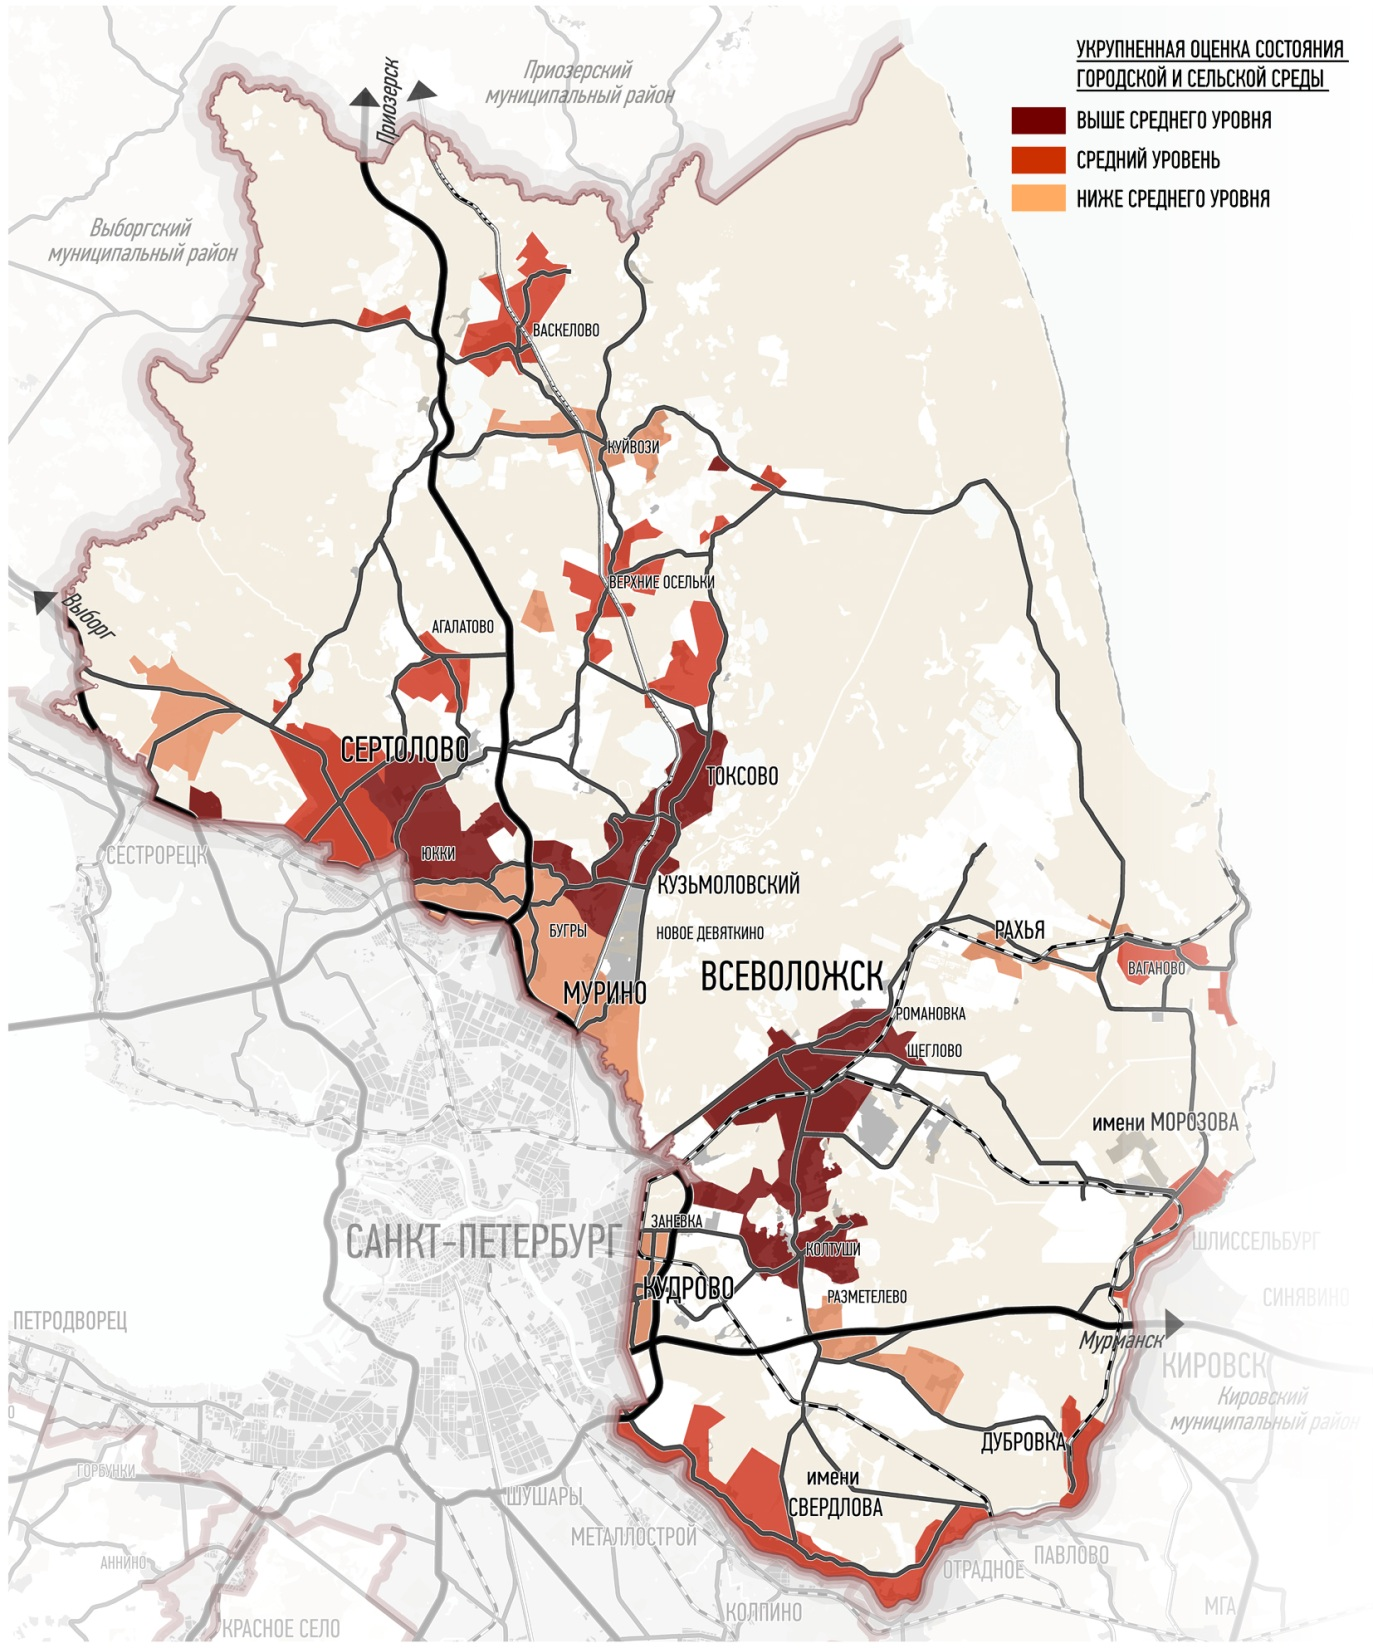 УКРУПНЕННАЯ ОЦЕНКА СОСТОЯНИЯ
ГОРОДСКОЙ И СЕЛЬСКОЙ СРЕДЫ
ВЫШЕ СРЕДНЕГО УРОВНЯ
СРЕДНИЙ УРОВЕНЬ
НИЖЕ СРЕДНЕГО УРОВНЯ
Приозерск
Приозерский
муниципальный район
Выборгский
муниципальный район
ВАСКЕЛОВО
КУЙВОЗИ
ВЕРХНИЕ ОСЕЛЬКИ
Выборг
АГАЛАТОВО
СЕРТОЛОВО
ТОКСОВО
СЕСТРОРЕЦК
ЮККИ
КУЗЬМОЛОВСКИЙ
БУГРЫ
НОВОЕ ДЕВЯТКИНО
РАХЬЯ
ВАГАНОВО
ВСЕВОЛОЖСК
МУРИНО
РОМАНОВКА
ЩЕГЛОВО
имени МОРОЗОВА
ЗАНЕВКА
САНКТ-ПЕТЕРБУРГ
КОЛТУШИ
ШЛИССЕЛЬБУРГ
КУДРОВО
РАЗМЕТЕЛЕВО
СИНЯВИНО
ПЕТРОДВОРЕЦ
Мурманск
КИРОВСК
Кировский
муниципальный район
ДУБРОВКА
ГОРБУНКИ
имени
СВЕРДЛОВА
ШУШАРЫ
МЕТАЛЛОСТРОЙ
ПАВЛОВО
ОТРАДНОЕ
АННИНО
КОЛПИНО
МГА
КРАСНОЕ СЕЛО